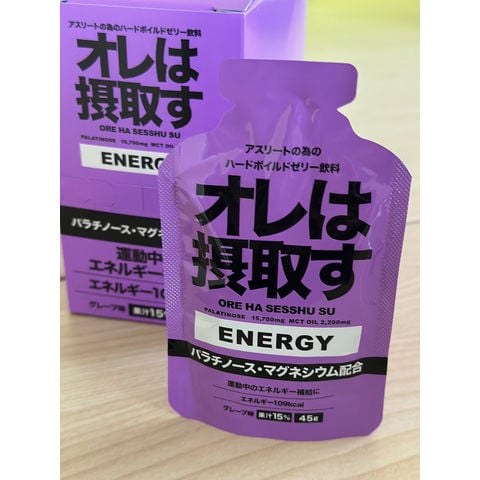 アスリートの為のハードボイルドゼリー飲料
オレは
摂取す
ORE HA SESSHU SU
PALATINOSE 15,700mg MCT OIL
ENERGY
パラチノース・マグネシ
運動中
エネルギー
エネルギー10
グレープ味 果汁15%
アスリートの為の
ハードボイルドゼリー飲料
オレは
摂取す
ORE HA SESSHU SU
PALATINOSE 15,700mg MCT OIL 2,200mg
ENERGY
パラチノース・マグネシウム配合
運動中のエネルギー補給に
エネルギー109kcal
グレープ味 果汁15% 45g